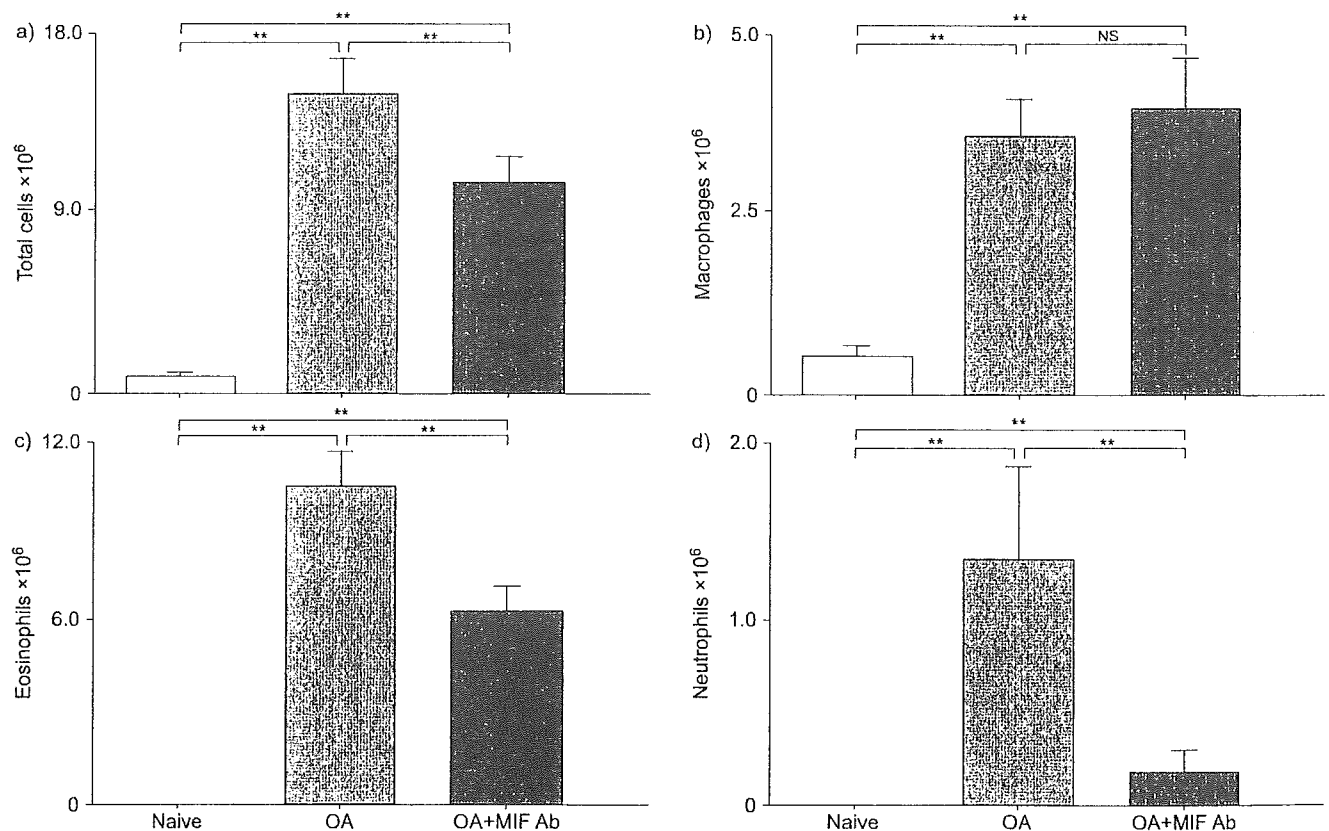 a) 18.0
**
** **
9.0
0
Total cells ×10⁶
b) 5.0
**
** NS
2.5
0
Macrophages ×10⁶
c) 12.0
**
** **
6.0
0
Eosinophils ×10⁶
Naive OA OA+MIF Ab
d) 2.0
**
** **
1.0
0
Neutrophils ×10⁶
Naive OA OA+MIF Ab